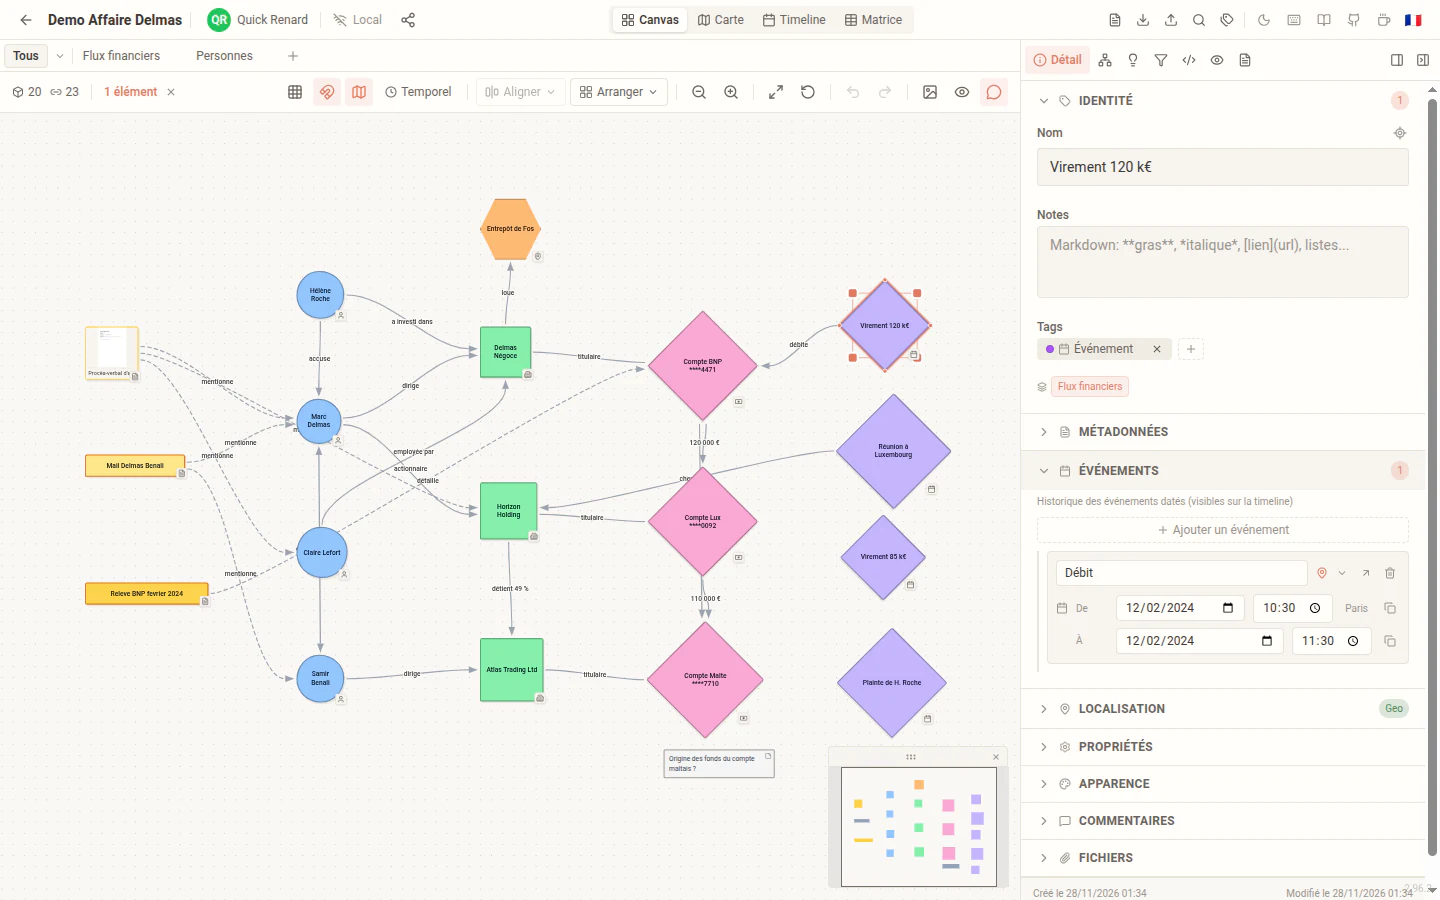 Demo Affaire Delmas
QR Quick Renard
Local
Canvas
Carte
Timeline
Matrice
Tous
Flux financiers
Personnes
20
23
1 élément
Temporel
Aligner
Arranger
Entrepôt de Fos
Hélène
Roche
loue
a investi dans
accuse
Delmas
Négoce
titulaire
Compte BNP
****4471
débite
Virement 120 k€
Procès-verbal d'a
mentionne
dirige
Marc
Delmas
mentionne
mentionne
Mail Delmas Benali
employée par
actionnaire
détaille
120 000 €
Réunion à
Luxembourg
Horizon
Holding
titulaire
Compte Lux
****0092
Claire Lefort
mentionne
Releve BNP fevrier 2024
détient 49 %
110 000 €
Virement 85 k€
Samir
Benali
dirige
Atlas Trading Ltd
titulaire
Compte Malte
****7710
Plainte de H. Roche
Origine des fonds du compte
maltais ?
Détail
IDENTITÉ
1
Nom
Virement 120 k€
Notes
Markdown: **gras**, *italique*, [lien](url), listes...
Tags
Événement
Flux financiers
MÉTADONNÉES
ÉVÉNEMENTS
1
Historique des événements datés (visibles sur la timeline)
Ajouter un événement
Débit
De
12/02/2024
10:30
Paris
À
12/02/2024
11:30
LOCALISATION
Geo
PROPRIÉTÉS
APPARENCE
COMMENTAIRES
FICHIERS
Créé le 28/11/2026 01:34
Modifié le 28/11/2026 01:34